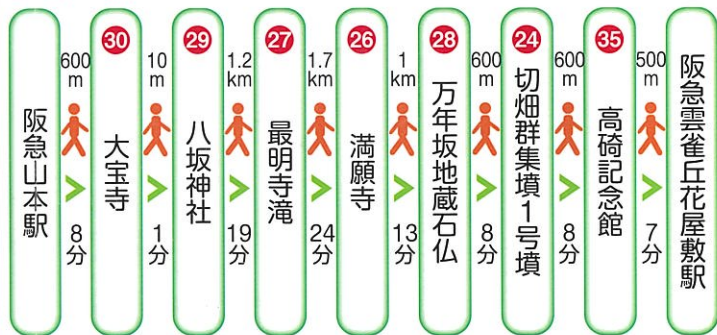 阪急山本駅
600m
8分
30
大宝寺
10m
1分
29
八坂神社
1.2km
19分
27
最明寺滝
1.7km
24分
26
満願寺
1km
13分
28
万年坂地蔵石仏
600m
8分
24
切畑群集墳1号墳
600m
8分
35
高碕記念館
500m
7分
阪急雲雀丘花屋敷駅